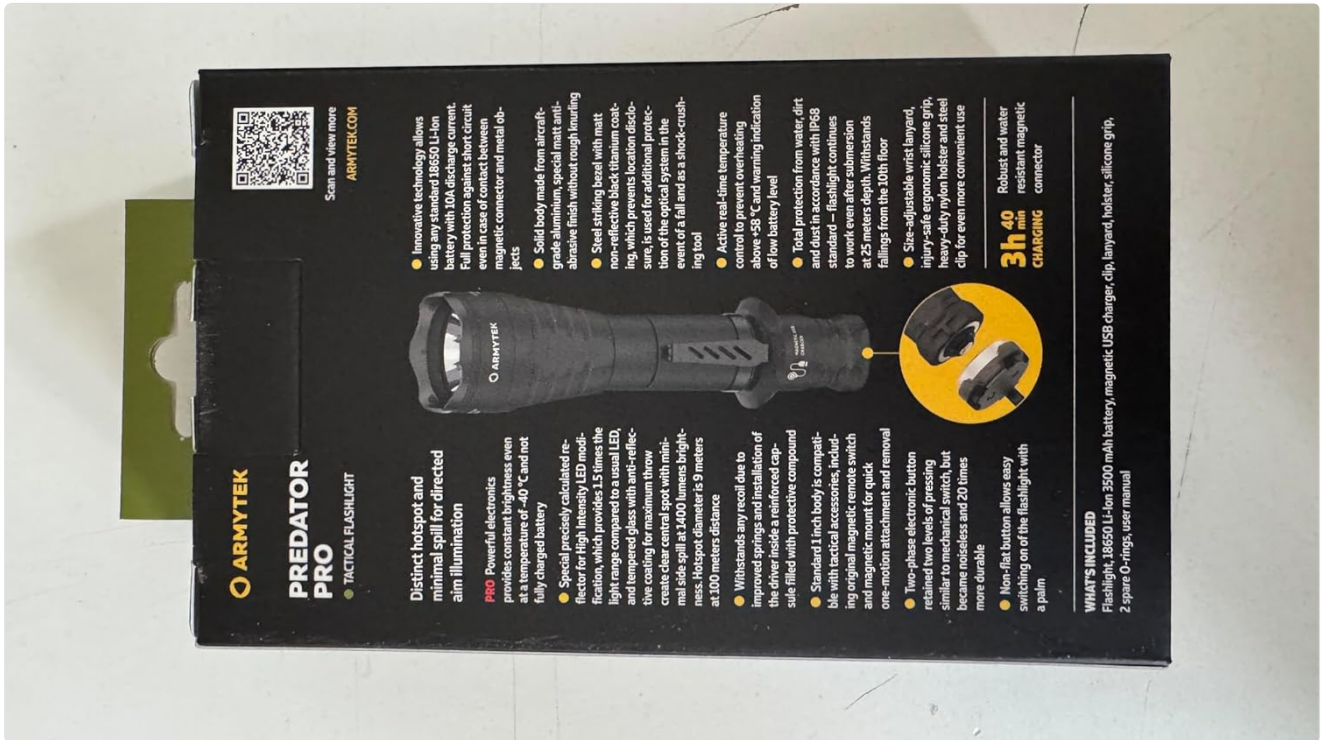 ARMYTEK
PREDATOR
PRO
TACTICAL FLASHLIGHT
Scan and view more
ARMYTEK.COM
Distinct hotspot and
minimal spill for directed
aim illumination
PRO Powerful electronics
provides constant brightness even
at a temperature of -40 °C and not
fully charged battery
Special precisely calculated re-
flector for High Intensity LED modi-
fication, which provides 1.5 times the
light range compared to a usual LED,
and tempered glass with anti-reflec-
tive coating for maximum throw
create clear central spot with mini-
mal side spill at 1400 lumens bright-
ness. Hotspot diameter is 9 meters
at 100 meters distance
Withstands any recoil due to
improved springs and installation of
the driver inside a reinforced cap-
sule filled with protective compound
Standard 1 inch body is compati-
ble with tactical accessories, includ-
ing original magnetic remote switch
and magnetic mount for quick
one-motion attachment and removal
Two-phase electronic button
retained two levels of pressing
similar to mechanical switch, but
became noiseless and 20 times
more durable
Non-flat button allows easy
switching on of the flashlight with
a palm
ARMYTEK
MAGNETIC USB
CHARGER
Innovative technology allows
using any standard 18650 Li-Ion
battery with 10A discharge current.
Full protection against short circuit
even in case of contact between
magnetic connector and metal ob-
jects
Solid body made from aircraft-
grade aluminium, special matt anti-
abrasive finish without rough knurling
Steel striking bezel with matt
non-reflective black titanium coat-
ing, which prevents location disclo-
sure, is used for additional protec-
tion of the optical system in the
event of a fall and as a shock-crush-
ing tool
Active real-time temperature
control to prevent overheating
above +58 °C and warning indication
of low battery level
Total protection from water, dirt
and dust in accordance with IP68
standard – flashlight continues
to work even after submersion
at 25 meters depth. Withstands
fallings from the 10th floor
Size-adjustable wrist lanyard,
injury-safe ergonomic silicone grip,
heavy-duty nylon holster and steel
clip for even more convenient use
3h 40 min
CHARGING
Robust and water
resistant magnetic
connector
WHAT'S INCLUDED
Flashlight, 18650 Li-Ion 3500 mAh battery, magnetic USB charger, clip, lanyard, holster, silicone grip,
2 spare O-rings, user manual